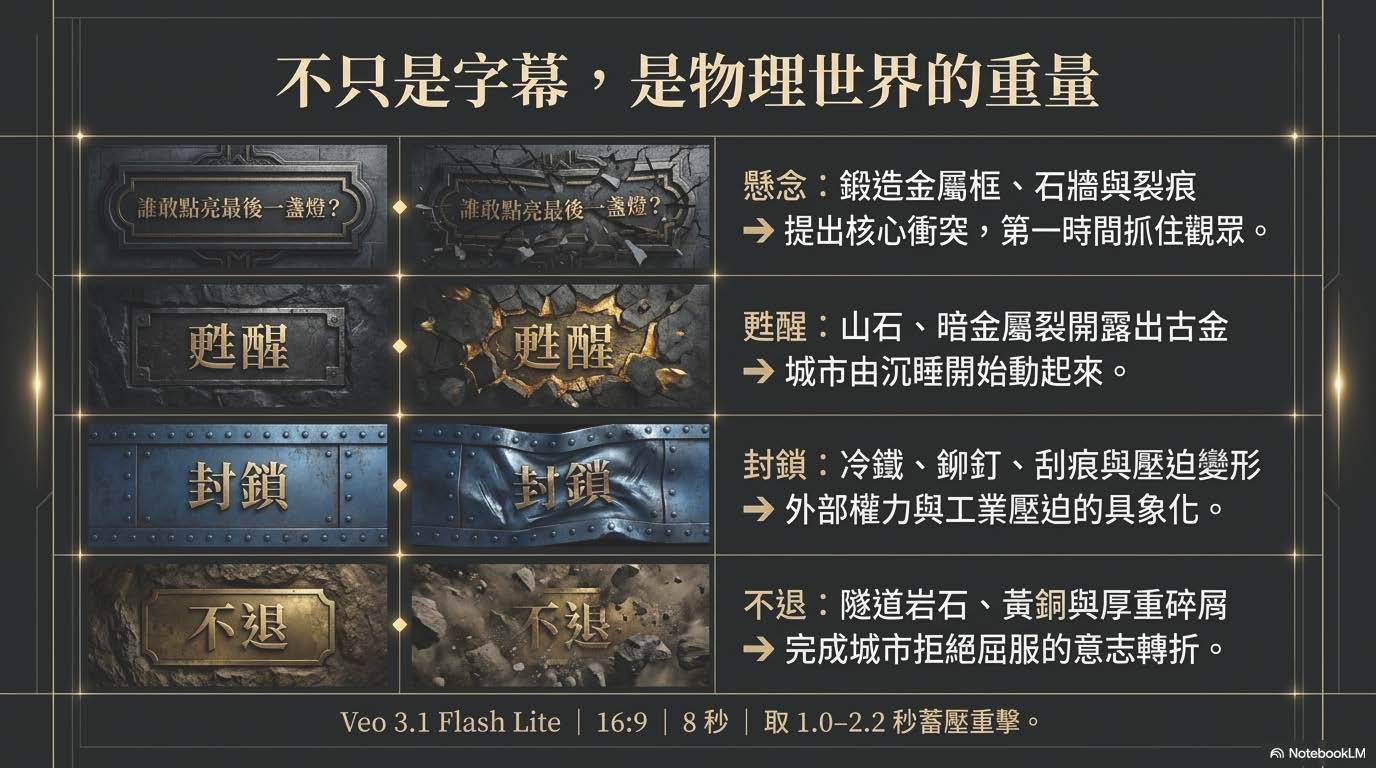 不只是字幕，是物理世界的重量
誰敢點亮最後一盞燈？
誰敢點亮最後一盞燈？
懸念：鍛造金屬框、石牆與裂痕
➔ 提出核心衝突，第一時間抓住觀眾。
甦醒
甦醒
甦醒：山石、暗金屬裂開露出古金
➔ 城市由沉睡開始動起來。
封鎖
封鎖
封鎖：冷鐵、鉚釘、刮痕與壓迫變形
➔ 外部權力與工業壓迫的具象化。
不退
不退
不退：隧道岩石、黃銅與厚重碎屑
➔ 完成城市拒絕屈服的意志轉折。
Veo 3.1 Flash Lite｜16:9｜8 秒｜取 1.0–2.2 秒蓄壓重擊。
NotebookLM